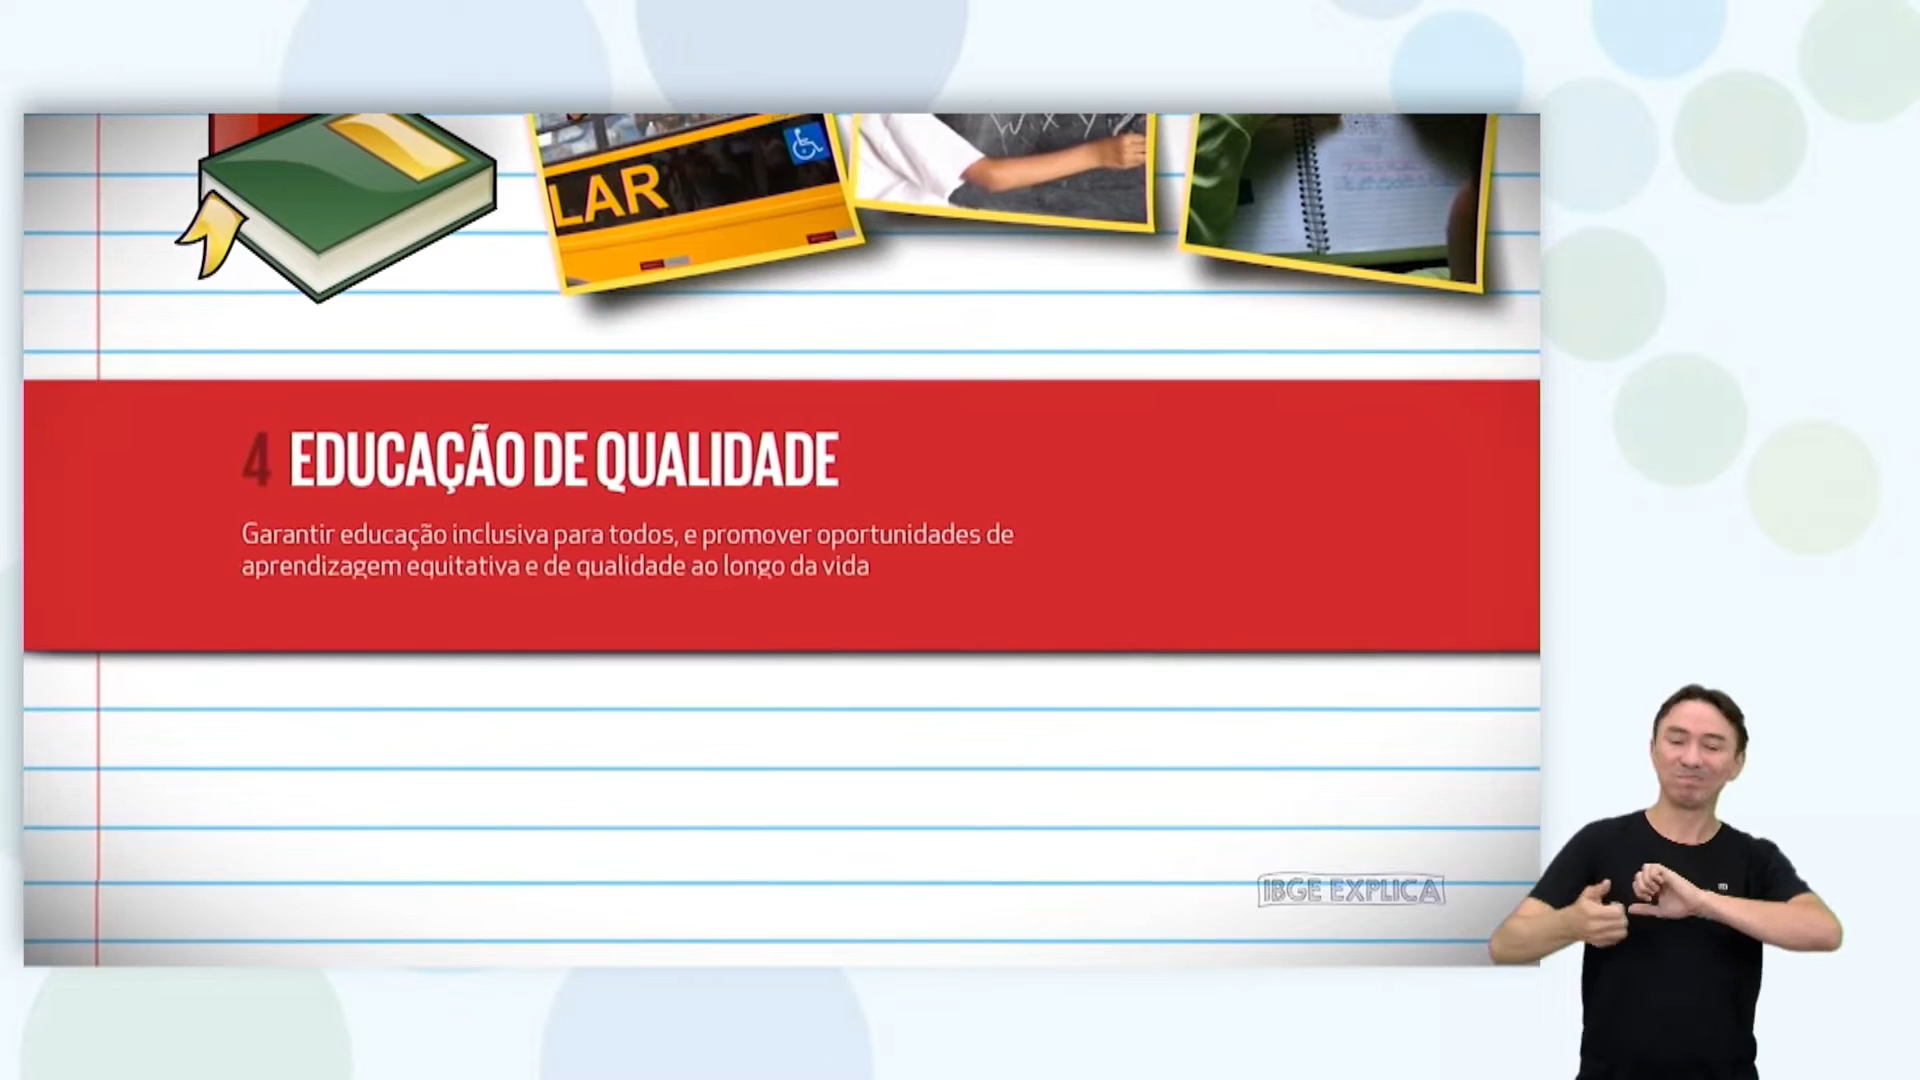 LAR
4 EDUCAÇÃO DE QUALIDADE
Garantir educação inclusiva para todos, e promover oportunidades de
aprendizagem equitativa e de qualidade ao longo da vida
IBGE EXPLICA